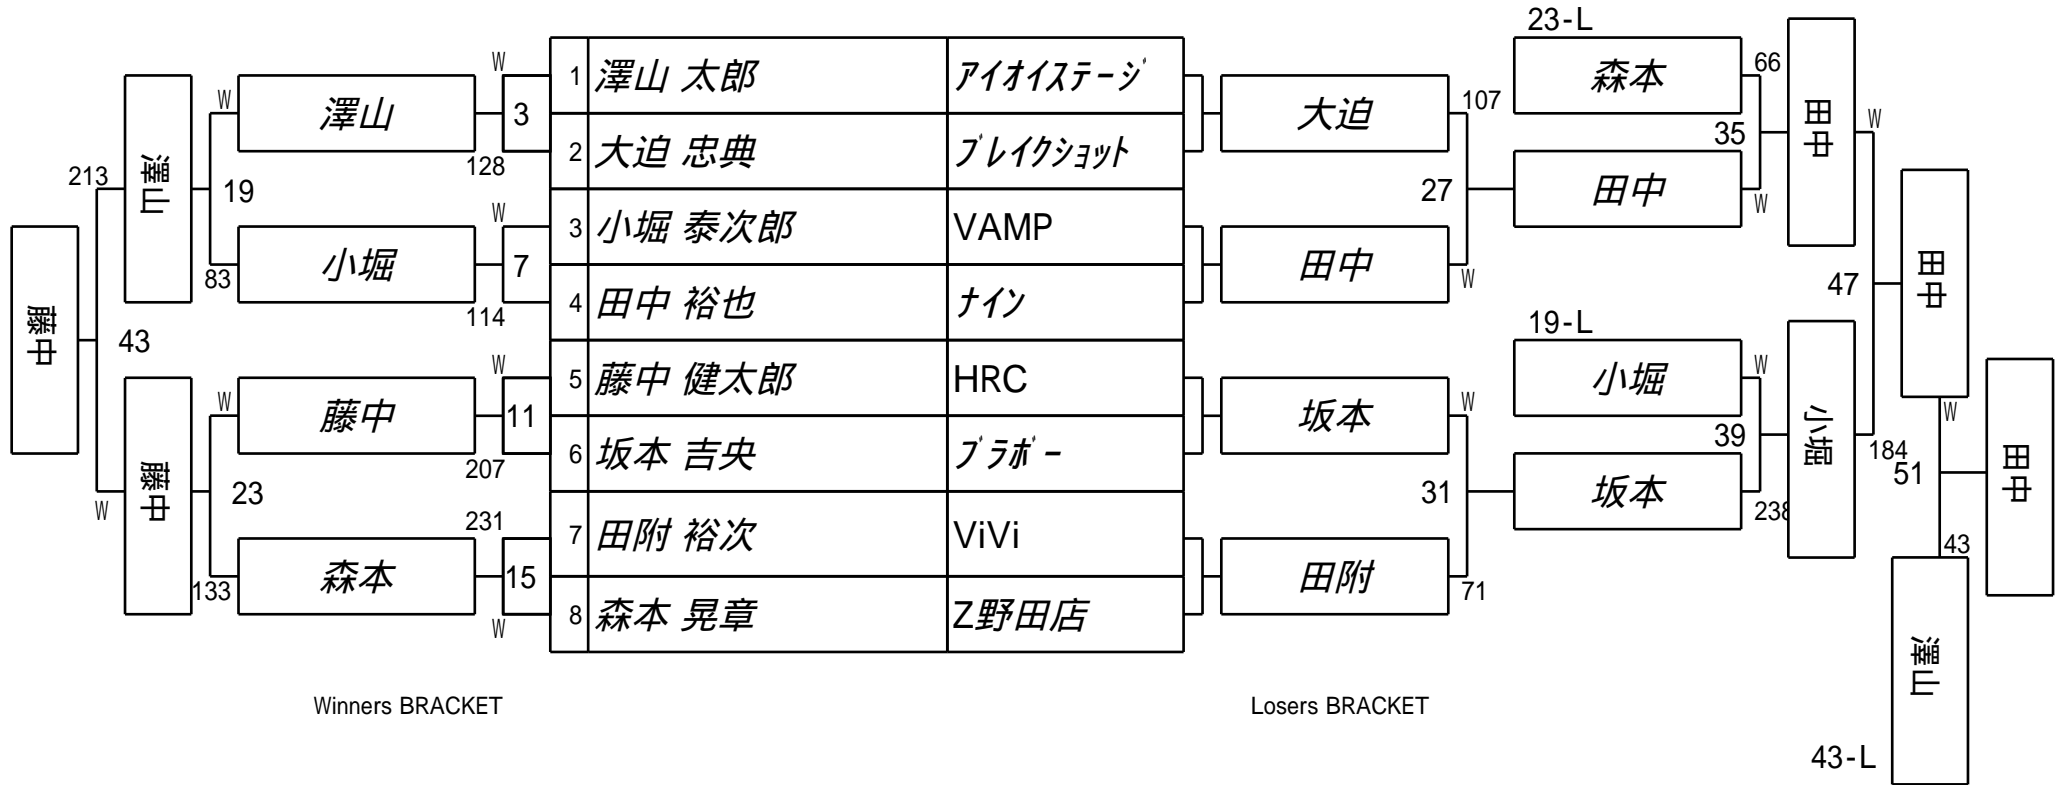 23-L
W
1 澤山 太郎 アイオイステージ
森本
66
W
澤山
3
大迫
107
田中
W
2 大迫 忠典 ブレイクショット
128
35
213
澤山
19
27
田中
W
W
3 小堀 泰次郎 VAMP
小堀
83
7
田中
W
田中
4 田中 裕也 ナイン
114
47
19-L
藤中
43
W
5 藤中 健太郎 HRC
小堀
W
W
藤中
11
坂本
W
小堀
W
6 坂本 吉央 ブラボー
207
39
184
藤中
23
31
坂本
238
51
田中
W
231
7 田附 裕次 ViVi
43
森本
133
15
田附
71
8 森本 晃章 Z野田店
W
澤山
Winners BRACKET
Losers BRACKET
43-L